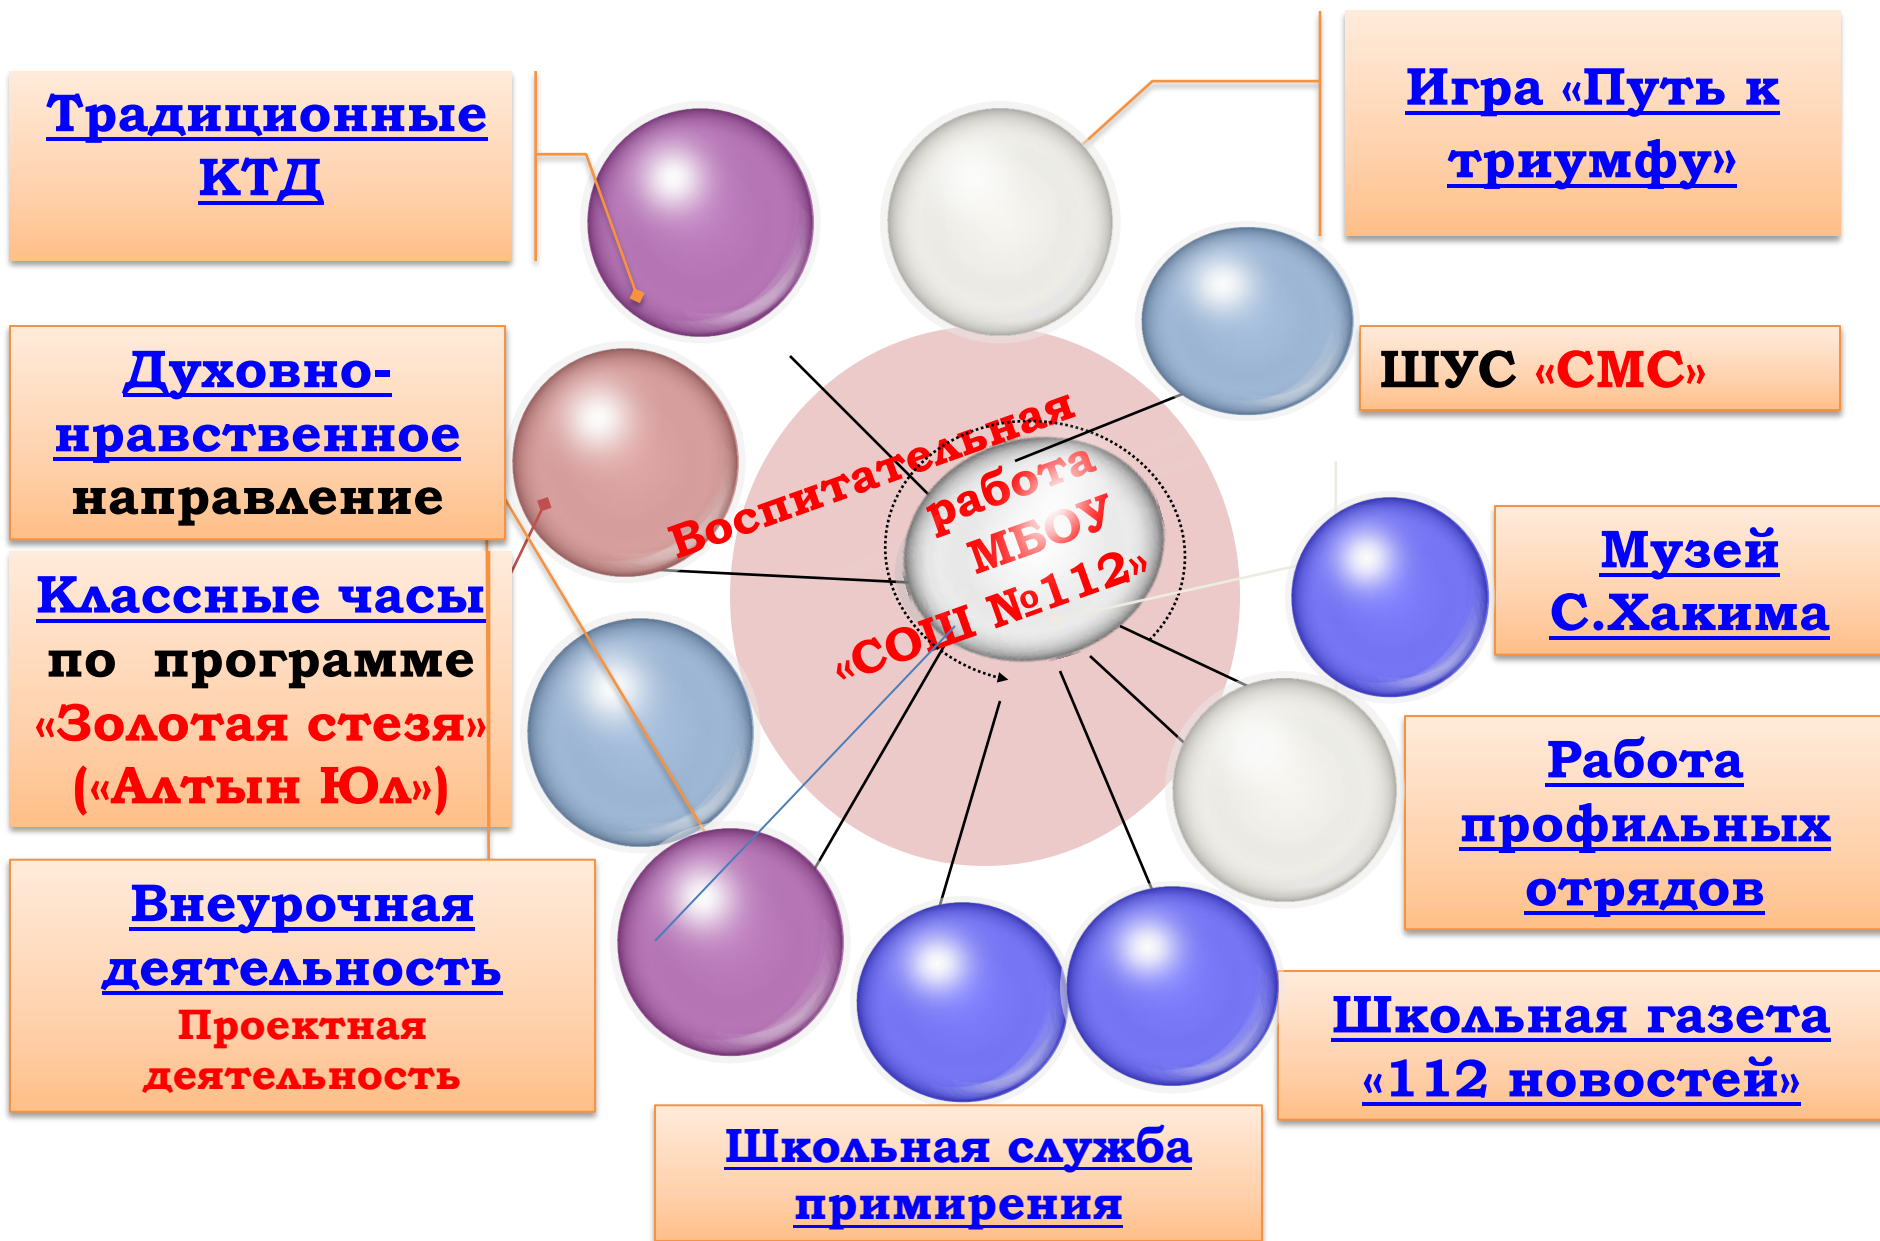 Традиционные
КТД
Игра «Путь к
триумфу»
Духовно-
нравственное
направление
ШУС «СМС»
Воспитательная
работа
МБОУ
«СОШ №112»
Классные часы
по программе
«Золотая стезя»
(«Алтын Юл»)
Музей
С.Хакима
Работа
профильных
отрядов
Внеурочная
деятельность
Проектная
деятельность
Школьная газета
«112 новостей»
Школьная служба
примирения